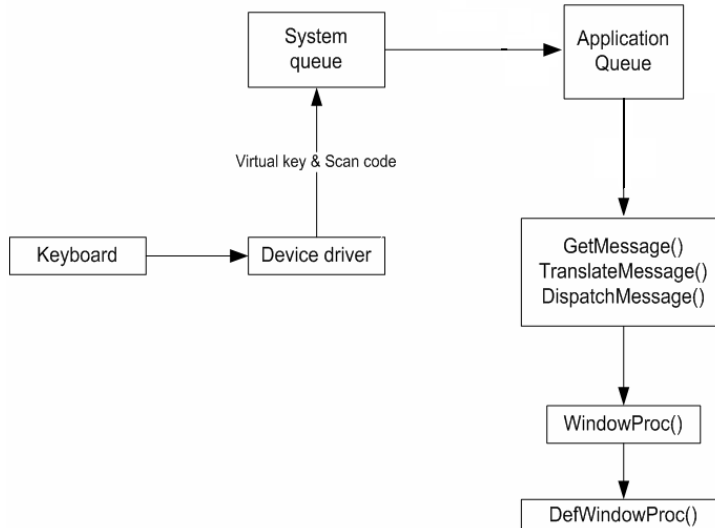 System
queue
Application
Queue
Virtual key & Scan code
Keyboard
Device driver
GetMessage()
TranslateMessage()
DispatchMessage()
WindowProc()
DefWindowProc()